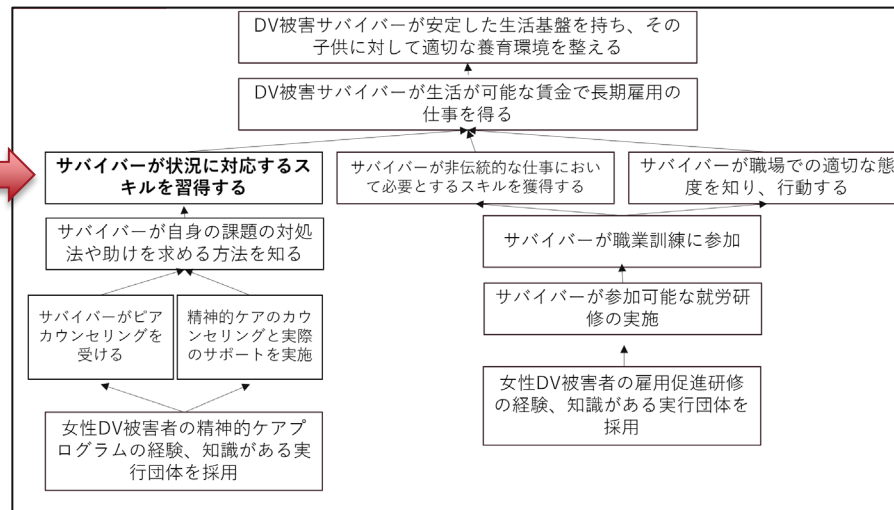 DV被害サバイバーが安定した生活基盤を持ち、その
子供に対して適切な養育環境を整える
DV被害サバイバーが生活が可能な賃金で長期雇用の
仕事を得る
サバイバーが状況に対応するス
キルを習得する
サバイバーが非伝統的な仕事におい
て必要とするスキルを獲得する
サバイバーが職場での適切な態
度を知り、行動する
サバイバーが自身の課題の対処
法や助けを求める方法を知る
サバイバーが職業訓練に参加
サバイバーがピア
カウンセリングを
受ける
精神的ケアのカウ
ンセリングと実際
のサポートを実施
サバイバーが参加可能な就労研
修の実施
女性DV被害者の精神的ケアプ
ログラムの経験、知識がある実
行団体を採用
女性DV被害者の雇用促進研修
の経験、知識がある実行団体を
採用